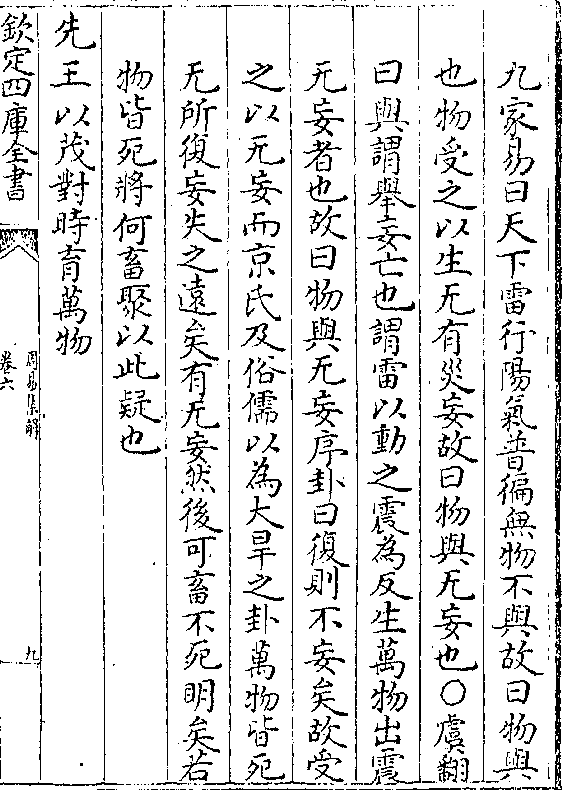 九家易曰天下雷行陽氣普徧無物不與故曰物與
也物受之以生无有災妄故曰物與无妄也○虞翻
曰與謂舉妄亡也謂雷以動之震為反生萬物出震
无妄者也故曰物與无妄序卦曰復則不妄矣故受
之以无妄而京氏及俗儒以為大旱之卦萬物皆死
无所復妄失之遠矣有无妄然後可畜不死明矣若
物皆死將何畜聚以此疑也
先王以茂對時育萬物
欽定四庫全書
周易集解
卷六
九